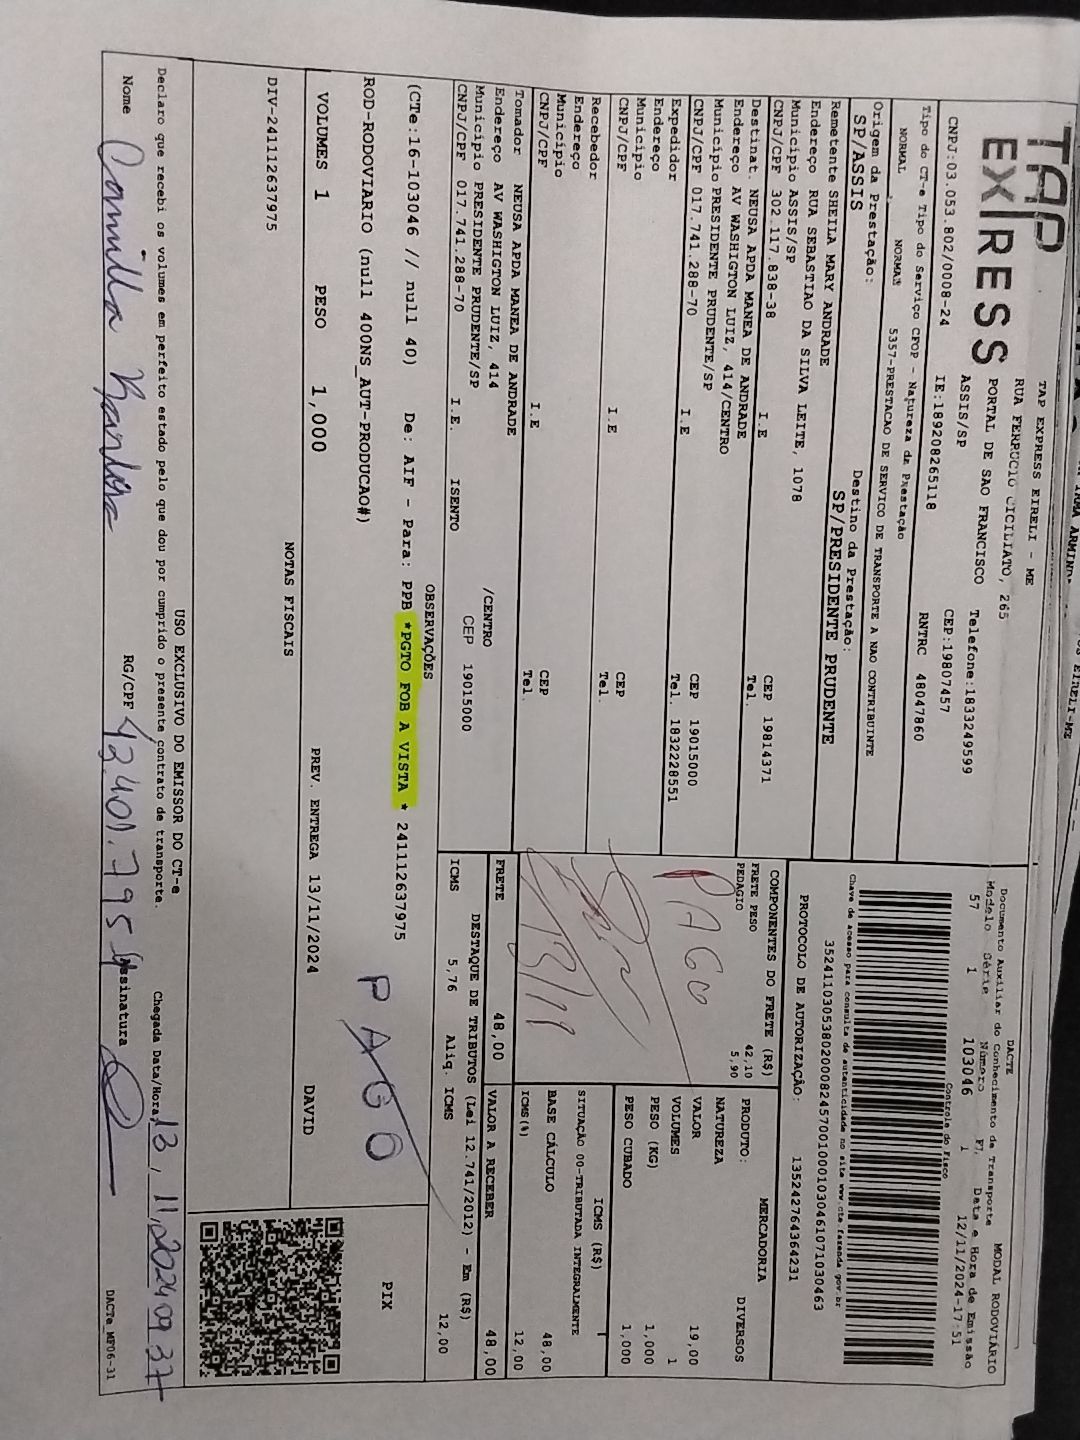 TAP
EX|RESS
TAP EXPRESS EIRELI - ME
RUA FERRUCIO CICILIATO, 265
PORTAL DE SAO FRANCISCO Telefone:1833249599
ASSIS/SP CEP:19807457
CNPJ:03.053.802/0008-24 IE:189208265118 RNTRC 48047860
Tipo do CT-e Tipo do Serviço CFOP - Natureza da Prestação
NORMAL NORMAL 5357-PRESTACAO DE SERVICO DE TRANSPORTE A NAO CONTRIBUINTE
Origem da Prestação: Destino da Prestação:
SP/ASSIS SP/PRESIDENTE PRUDENTE
Remetente SHEILA MARY ANDRADE
Endereço RUA SEBASTIAO DA SILVA LEITE, 1078
Município ASSIS/SP CEP 19814371
CNPJ/CPF 302.117.838-38 I.E Tel.
Destinat. NEUSA APDA MANEA DE ANDRADE
Endereço AV WASHIGTON LUIZ, 414/CENTRO
Município PRESIDENTE PRUDENTE/SP CEP 19015000
CNPJ/CPF 017.741.288-70 I.E Tel. 1832228551
Expedidor
Endereço
Município CEP
CNPJ/CPF I.E Tel.
Recebedor
Endereço
Município CEP
CNPJ/CPF I.E Tel.
Tomador NEUSA APDA MANEA DE ANDRADE
Endereço AV WASHIGTON LUIZ, 414 /CENTRO
Município PRESIDENTE PRUDENTE/SP CEP 19015000
CNPJ/CPF 017.741.288-70 I.E. ISENTO
DACTE
Documento Auxiliar do Conhecimento de Transporte MODAL RODOVIÁRIO
Modelo Série Número Fl. Data e Hora de Emissão
57 1 103046 1 12/11/2024-17:51
Controle do Fisco
Chave de acesso para consulta de autenticidade no site www.cte.fazenda.gov.br
PROTOCOLO DE AUTORIZAÇÃO: 135242764364231
COMPONENTES DO FRETE (R$)
FRETE PESO 42,10
PEDAGIO 5,90
PAGO
FRETE 48,00
MERCADORIA
PRODUTO: DIVERSOS
NATUREZA
VALOR 19,00
VOLUMES 1
PESO (KG) 1,000
PESO CUBADO 1,000
ICMS (R$)
SITUAÇÃO 00-TRIBUTADA INTEGRALMENTE
BASE CÁLCULO 48,00
ICMS(%) 12,00
VALOR A RECEBER 48,00
DESTAQUE DE TRIBUTOS (Lei 12.741/2012) - Em (R$)
ICMS 5,76 Aliq. ICMS 12,00
OBSERVAÇÕES
(CTe:16-103046 // null 40) De: AIF - Para: PPB *PGTO FOB A VISTA * 241112637975
ROD-RODOVIARIO (null 400NS_AUT-PRODUCAO#)
PAGO
PIX
VOLUMES 1 PESO 1,000 PREV. ENTREGA 13/11/2024 DAVID
NOTAS FISCAIS
DIV-241112637975
USO EXCLUSIVO DO EMISSOR DO CT-e
Declaro que recebi os volumes em perfeito estado pelo que dou por cumprido o presente contrato de transporte.
Nome Camilla RG/CPF Assinatura Chegada Data/Hora 13,11,2024 09 37
DACTe_MF06-31